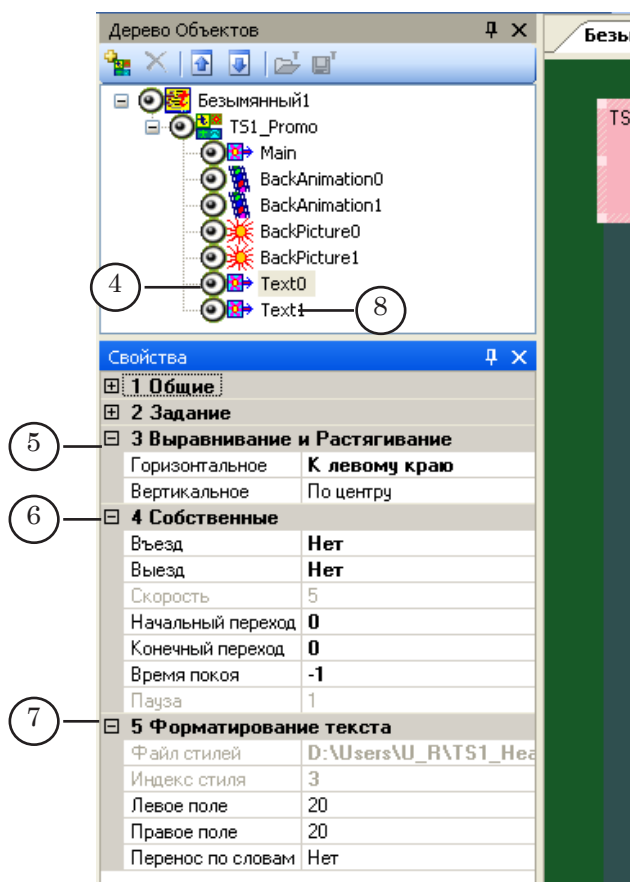 Дерево Объектов
Безы
Безымянный1
TS1_Promo
TS
Main
BackAnimation0
BackAnimation1
BackPicture0
BackPicture1
4
Text0
Text1
8
Свойства
1 Общие
2 Задание
5
3 Выравнивание и Растягивание
Горизонтальное К левому краю
Вертикальное По центру
6
4 Собственные
Въезд Нет
Выезд Нет
Скорость 5
Начальный переход 0
Конечный переход 0
Время покоя -1
Пауза 1
7
5 Форматирование текста
Файл стилей D:\Users\U_R\TS1_Hea
Индекс стиля 3
Левое поле 20
Правое поле 20
Перенос по словам Нет